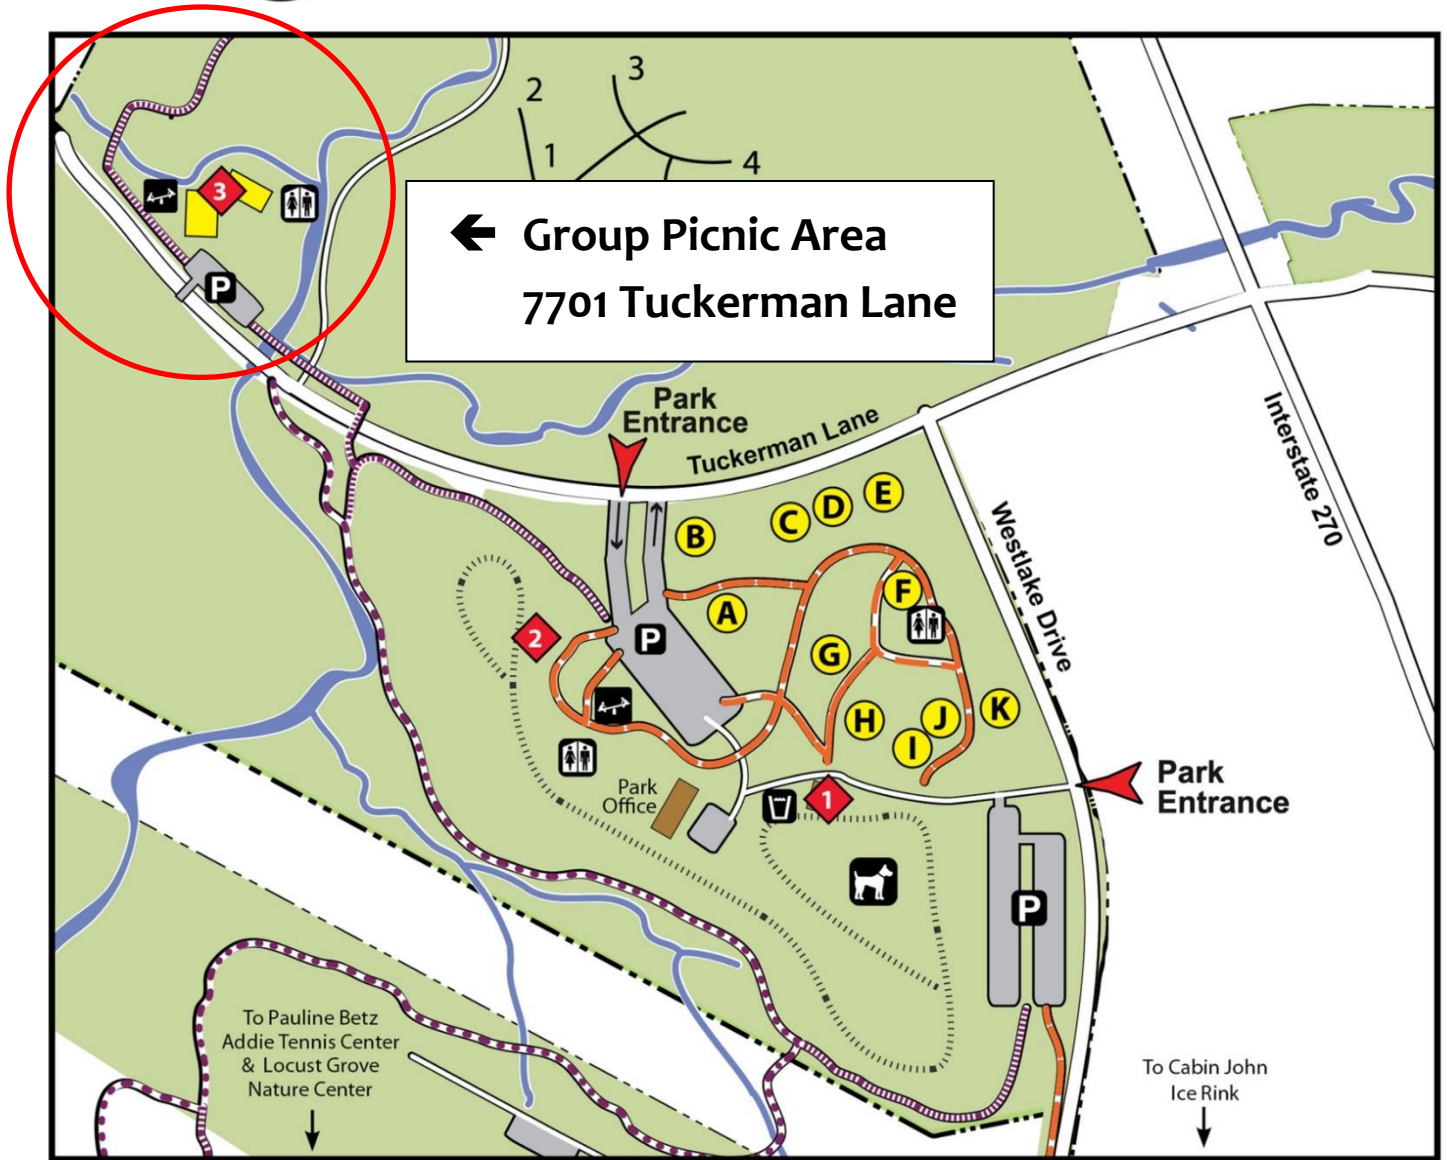 2
3
1
4
3
← Group Picnic Area
7701 Tuckerman Lane
P
Park
Entrance
Tuckerman Lane
Interstate 270
Westlake Drive
B
C
D
E
A
F
2
P
G
H
I
J
K
Park
Office
1
Park
Entrance
P
To Pauline Betz
Addie Tennis Center
& Locust Grove
Nature Center
To Cabin John
Ice Rink